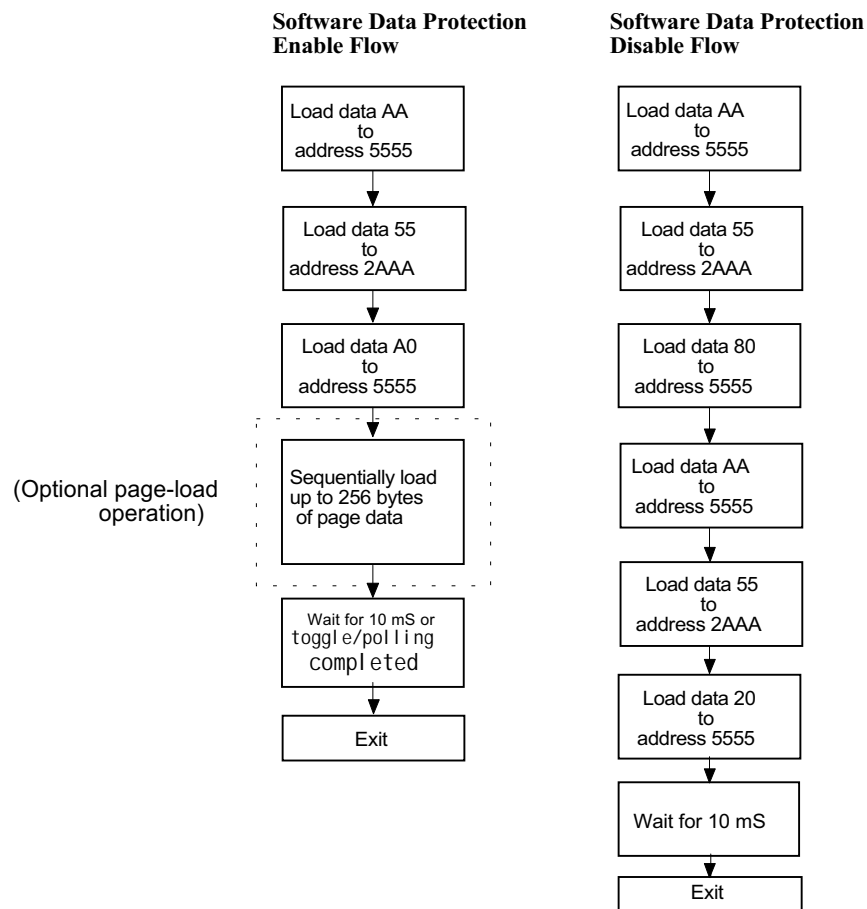 Software Data Protection
Enable Flow
Load data AA
to
address 5555
Load data 55
to
address 2AAA
Load data A0
to
address 5555
(Optional page-load
operation)
Sequentially load
up to 256 bytes
of page data
Wait for 10 mS or
toggle/polling
completed
Exit
Software Data Protection
Disable Flow
Load data AA
to
address 5555
Load data 55
to
address 2AAA
Load data 80
to
address 5555
Load data AA
to
address 5555
Load data 55
to
address 2AAA
Load data 20
to
address 5555
Wait for 10 mS
Exit